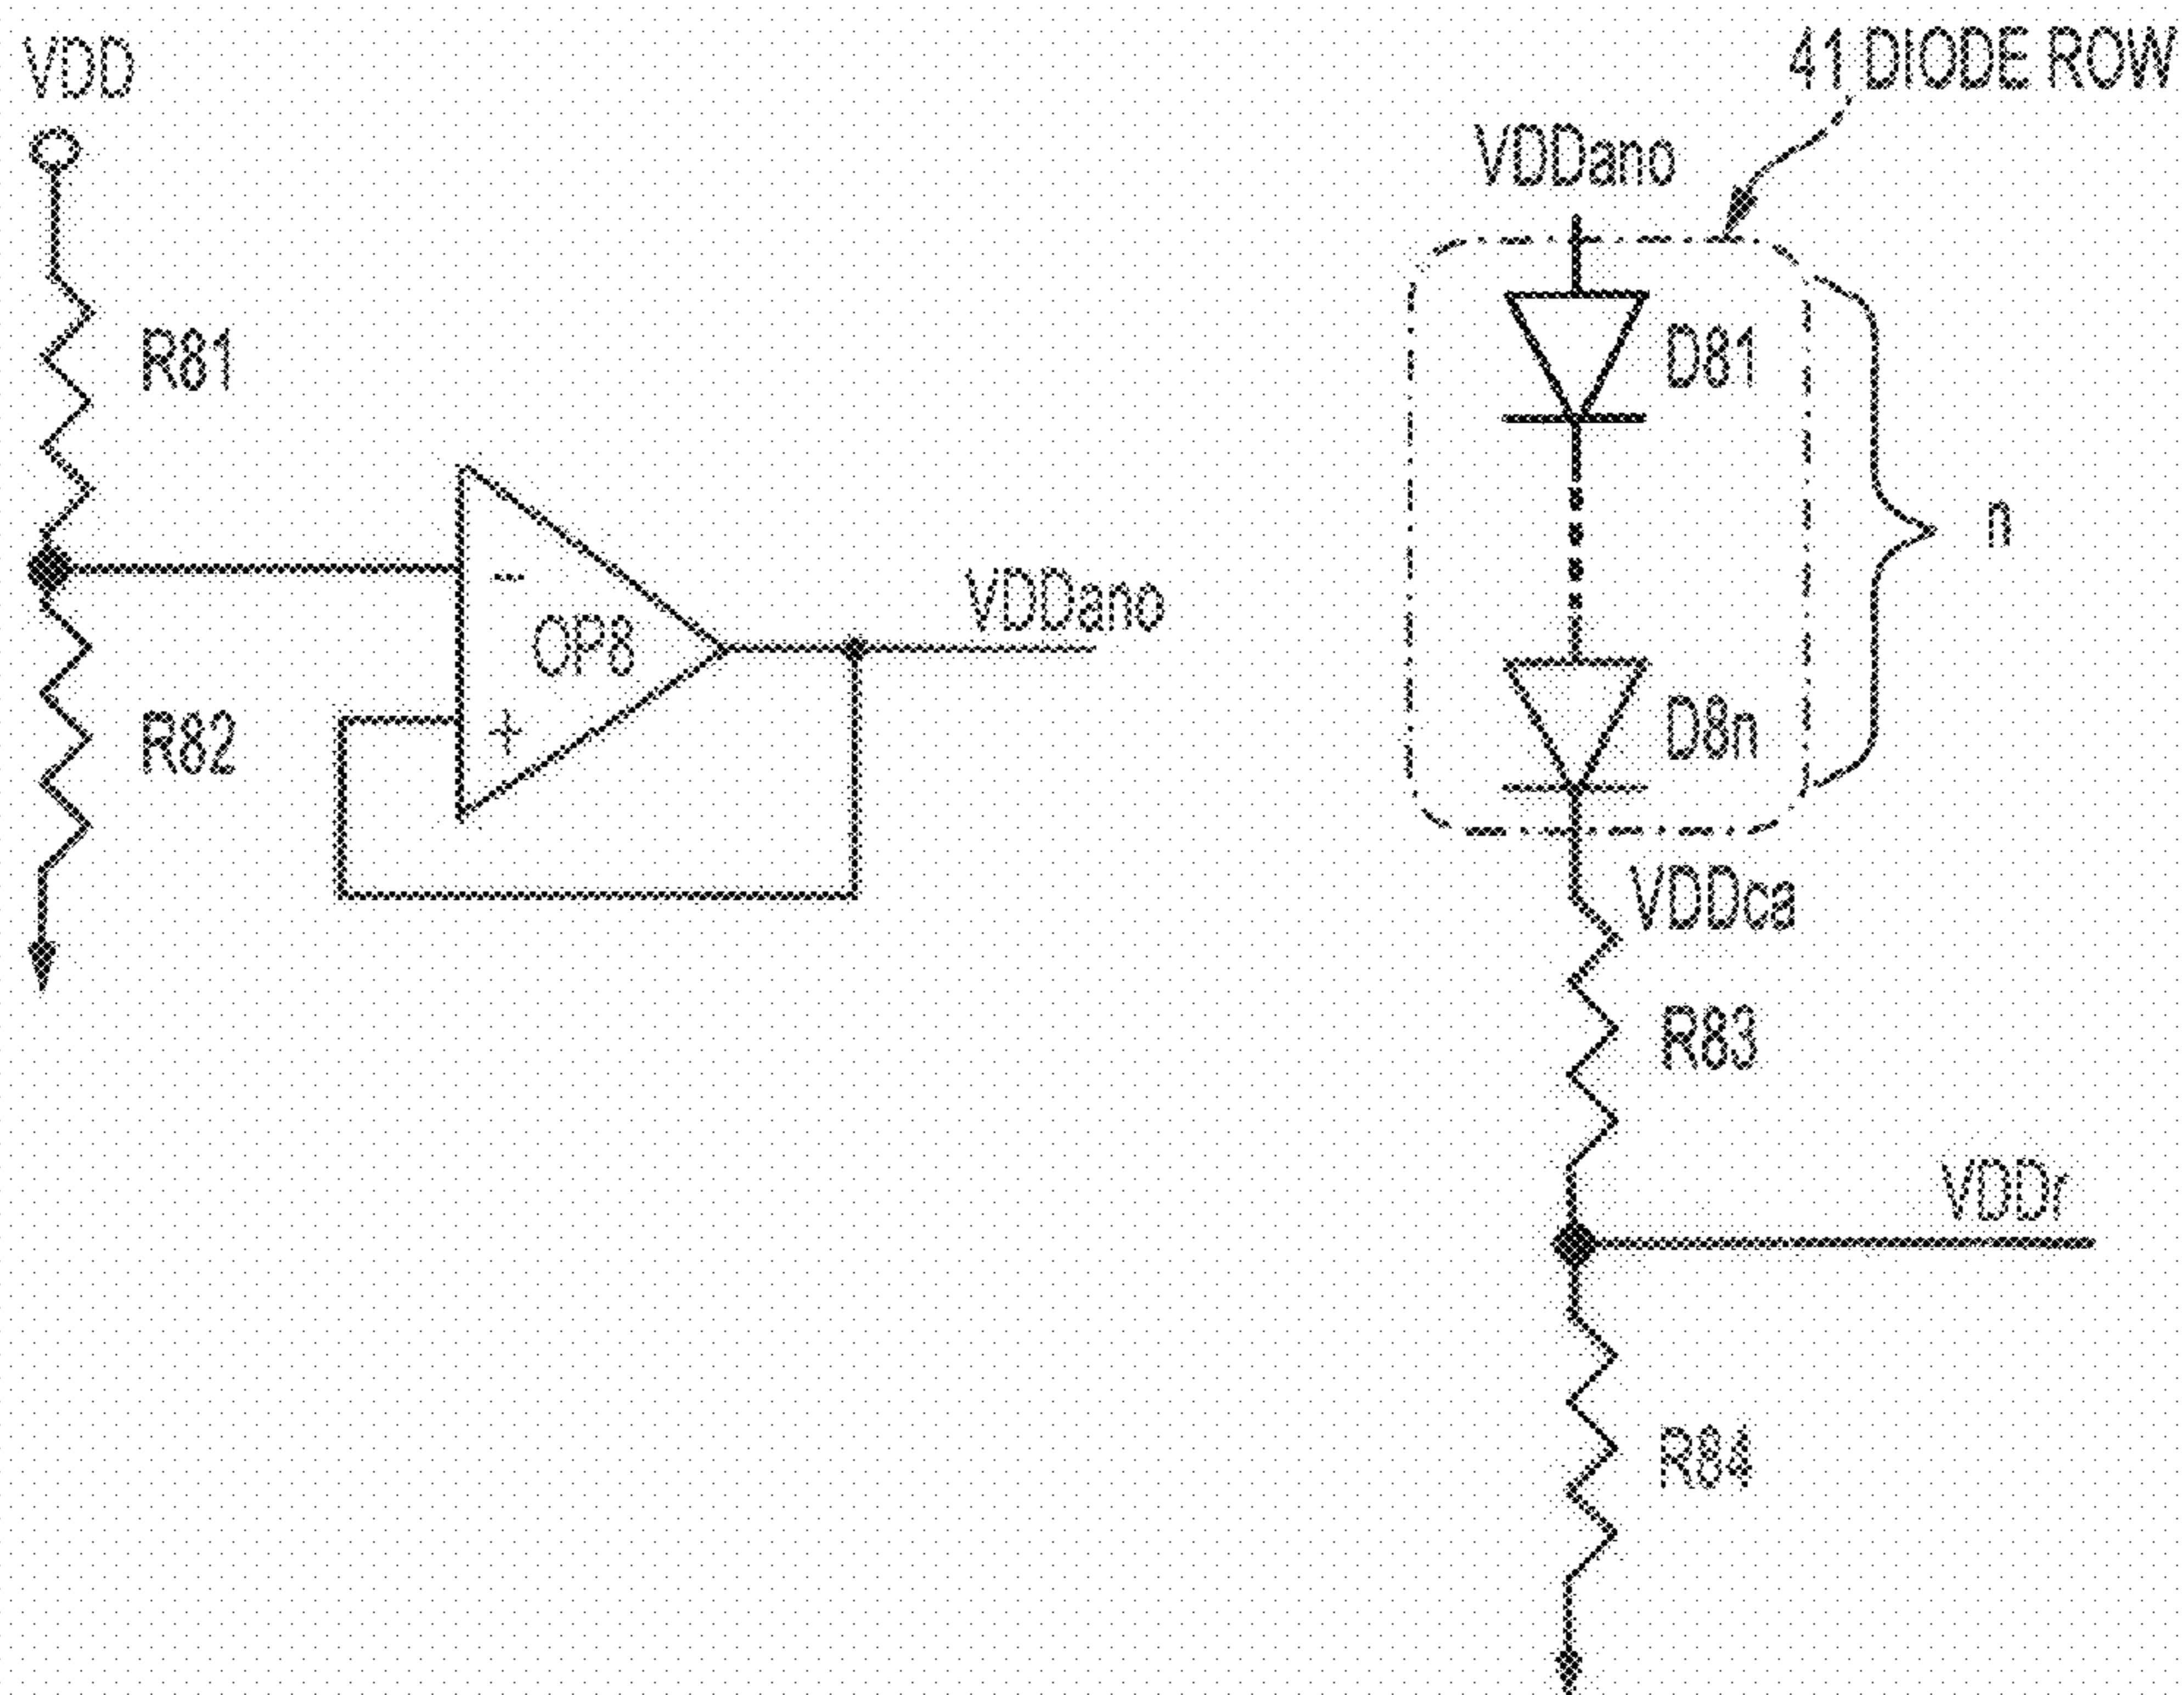 VDD
41 DIODE ROW
VDDano
R81
D81
n
-
OP8
VDDano
+
R82
D8n
VDDca
R83
VDDr
R84